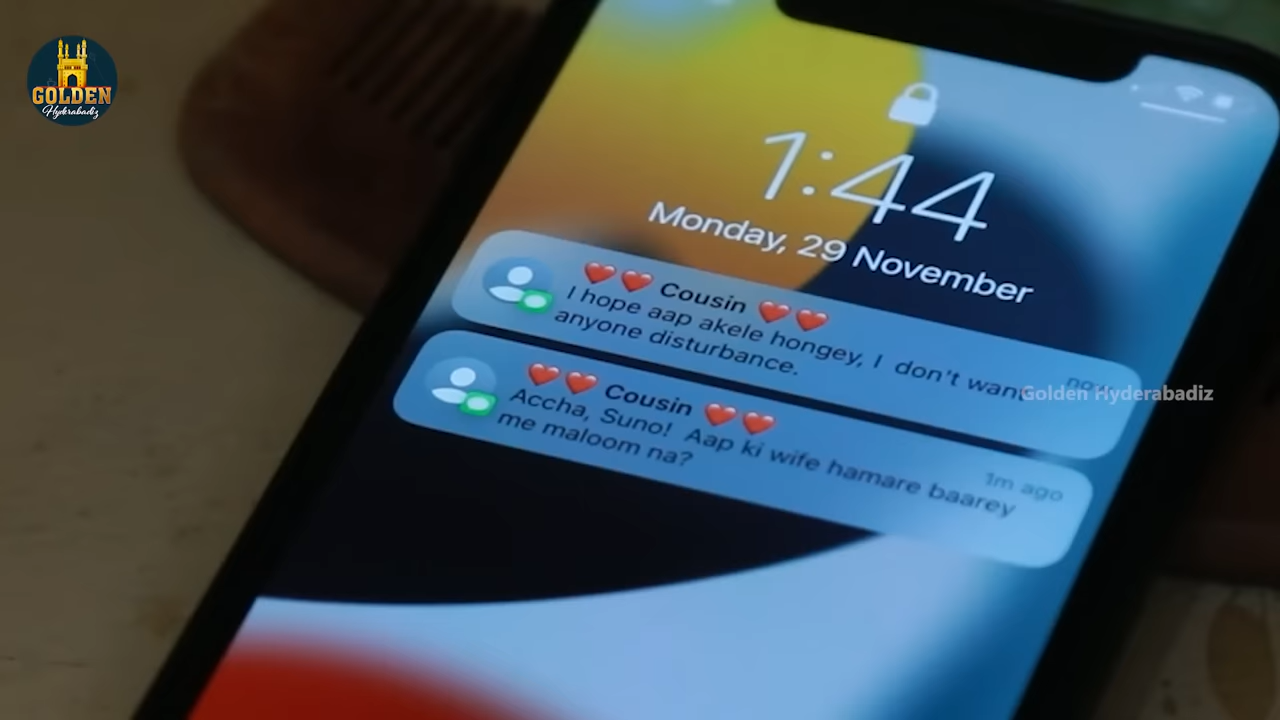 GOLDEN
Hyderabadiz
1:44
Monday, 29 November
❤️❤️ Cousin ❤️❤️
now
I hope aap akele hongey, I don't want
anyone disturbance.
Golden Hyderabadiz
❤️❤️ Cousin ❤️❤️
1m ago
Accha, Suno! Aap ki wife hamare baarey
me maloom na?